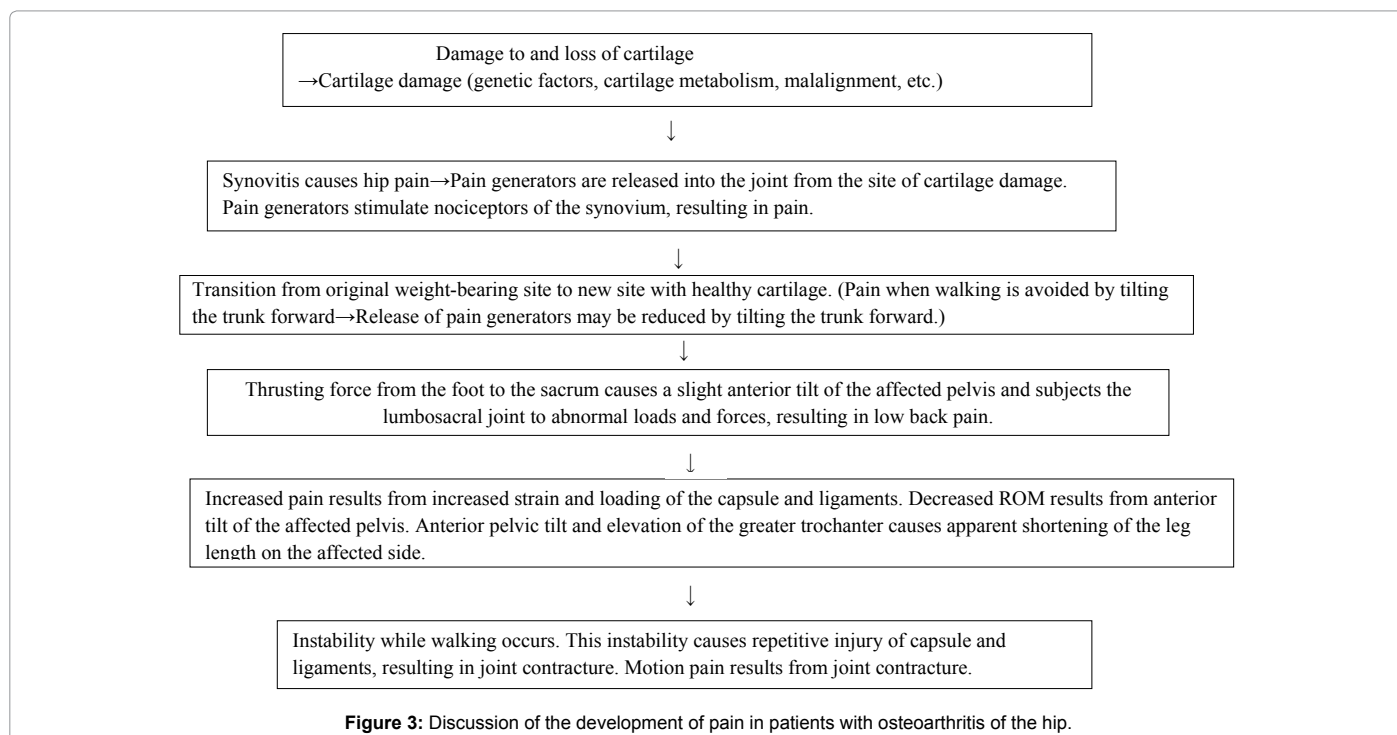 Damage to and loss of cartilage
→Cartilage damage (genetic factors, cartilage metabolism, malalignment, etc.)
↓
Synovitis causes hip pain→Pain generators are released into the joint from the site of cartilage damage.
Pain generators stimulate nociceptors of the synovium, resulting in pain.
↓
Transition from original weight-bearing site to new site with healthy cartilage. (Pain when walking is avoided by tilting
the trunk forward→Release of pain generators may be reduced by tilting the trunk forward.)
↓
Thrusting force from the foot to the sacrum causes a slight anterior tilt of the affected pelvis and subjects the
lumbosacral joint to abnormal loads and forces, resulting in low back pain.
↓
Increased pain results from increased strain and loading of the capsule and ligaments. Decreased ROM results from anterior
tilt of the affected pelvis. Anterior pelvic tilt and elevation of the greater trochanter causes apparent shortening of the leg
length on the affected side.
↓
Instability while walking occurs. This instability causes repetitive injury of capsule and
ligaments, resulting in joint contracture. Motion pain results from joint contracture.
Figure 3: Discussion of the development of pain in patients with osteoarthritis of the hip.